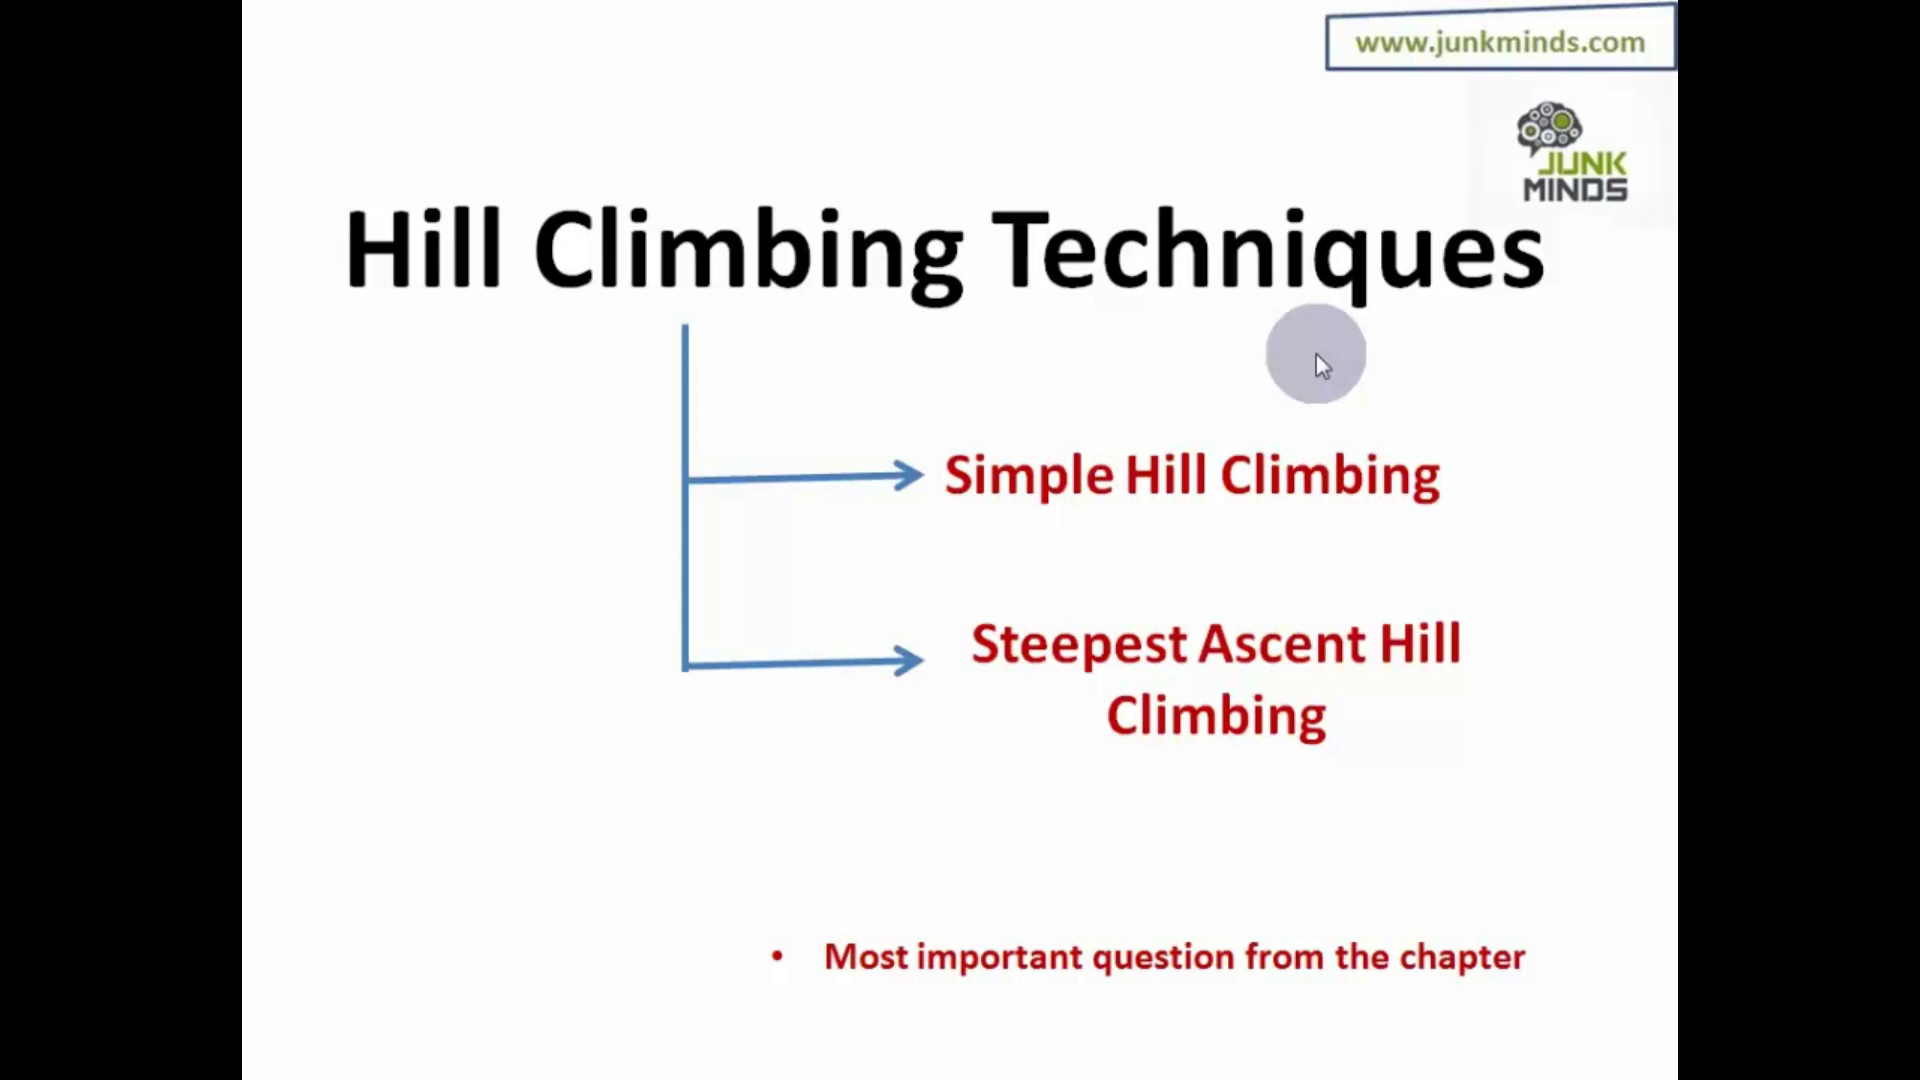 www.junkminds.com
JUNK
MINDS
Hill Climbing Techniques
Simple Hill Climbing
Steepest Ascent Hill
Climbing
• Most important question from the chapter